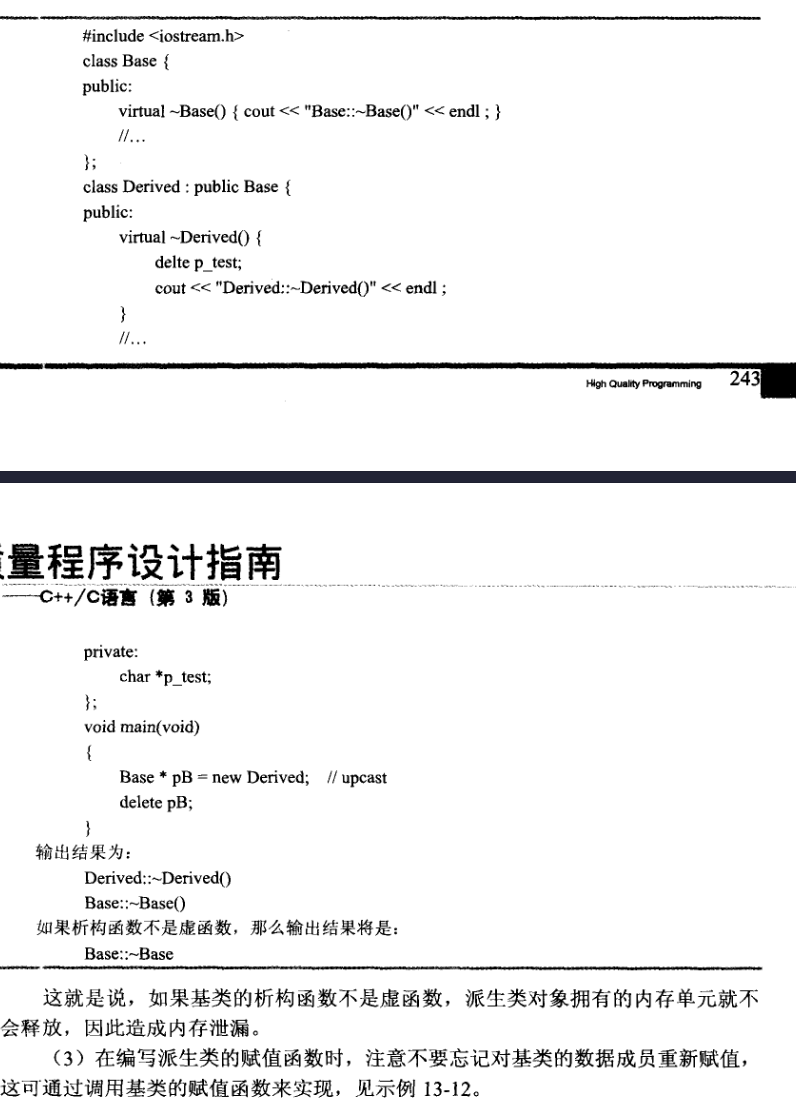 #include <iostream.h>
class Base {
public:
virtual ~Base() { cout << "Base::~Base()" << endl ; }
//…
};
class Derived : public Base {
public:
virtual ~Derived() {
delte p_test;
cout << "Derived::~Derived()" << endl ;
}
//…
High Quality Programming 243
量程序设计指南
——C++/C语言（第 3 版）
private:
char *p_test;
};
void main(void)
{
Base * pB = new Derived; // upcast
delete pB;
}
输出结果为：
Derived::~Derived()
Base::~Base()
如果析构函数不是虚函数，那么输出结果将是：
Base::~Base
这就是说，如果基类的析构函数不是虚函数，派生类对象拥有的内存单元就不
会释放，因此造成内存泄漏。
（3）在编写派生类的赋值函数时，注意不要忘记对基类的数据成员重新赋值，
这可通过调用基类的赋值函数来实现，见示例 13-12。